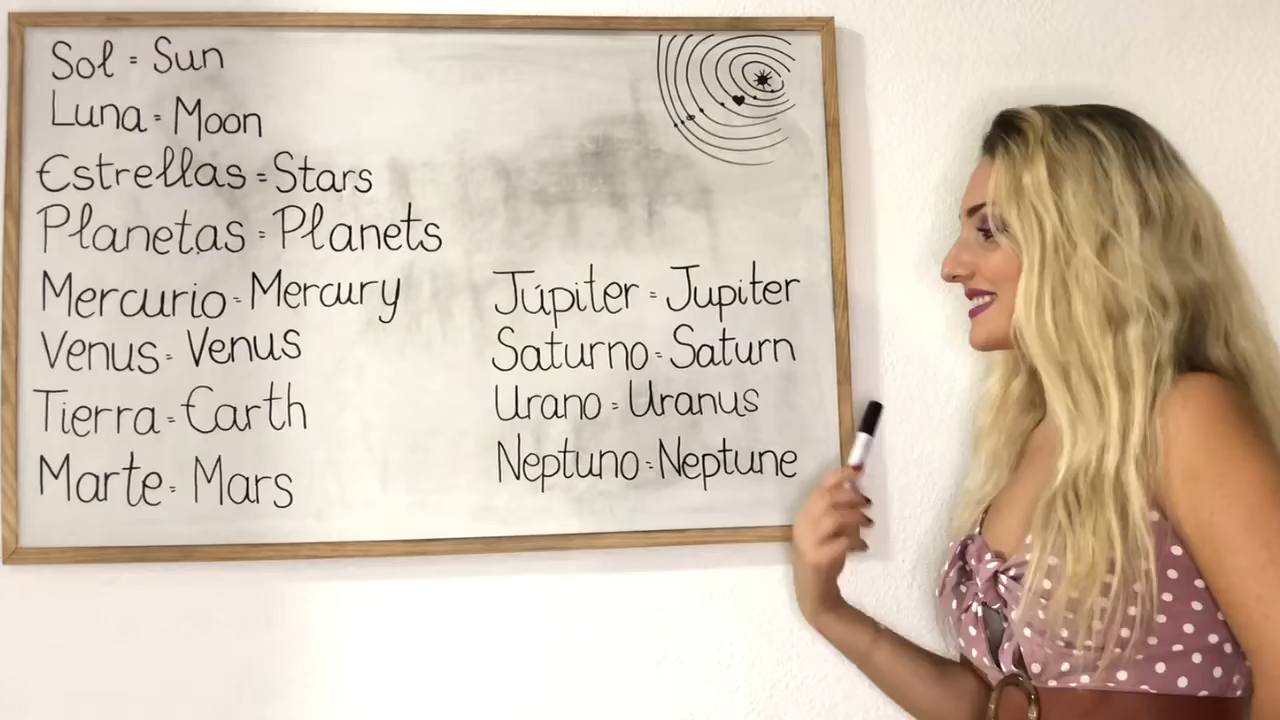 Sol = Sun
Luna = Moon
Estrellas = Stars
Planetas = Planets
Mercurio = Mercury
Venus = Venus
Tierra = Earth
Marte = Mars
Júpiter = Jupiter
Saturno = Saturn
Urano = Uranus
Neptuno = Neptune